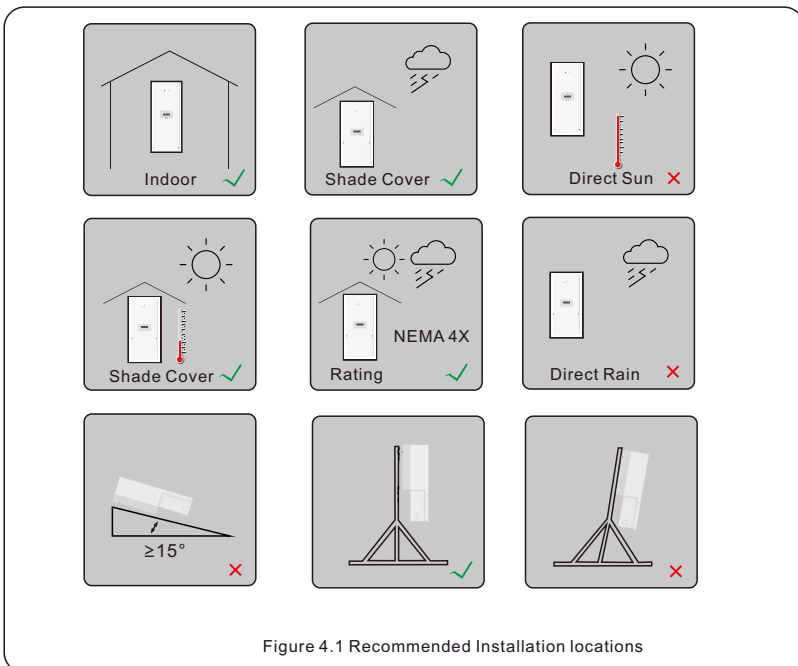 Indoor
Shade Cover
Direct Sun
Shade Cover
NEMA 4X
Rating
Direct Rain
≥15°
Figure 4.1 Recommended Installation locations